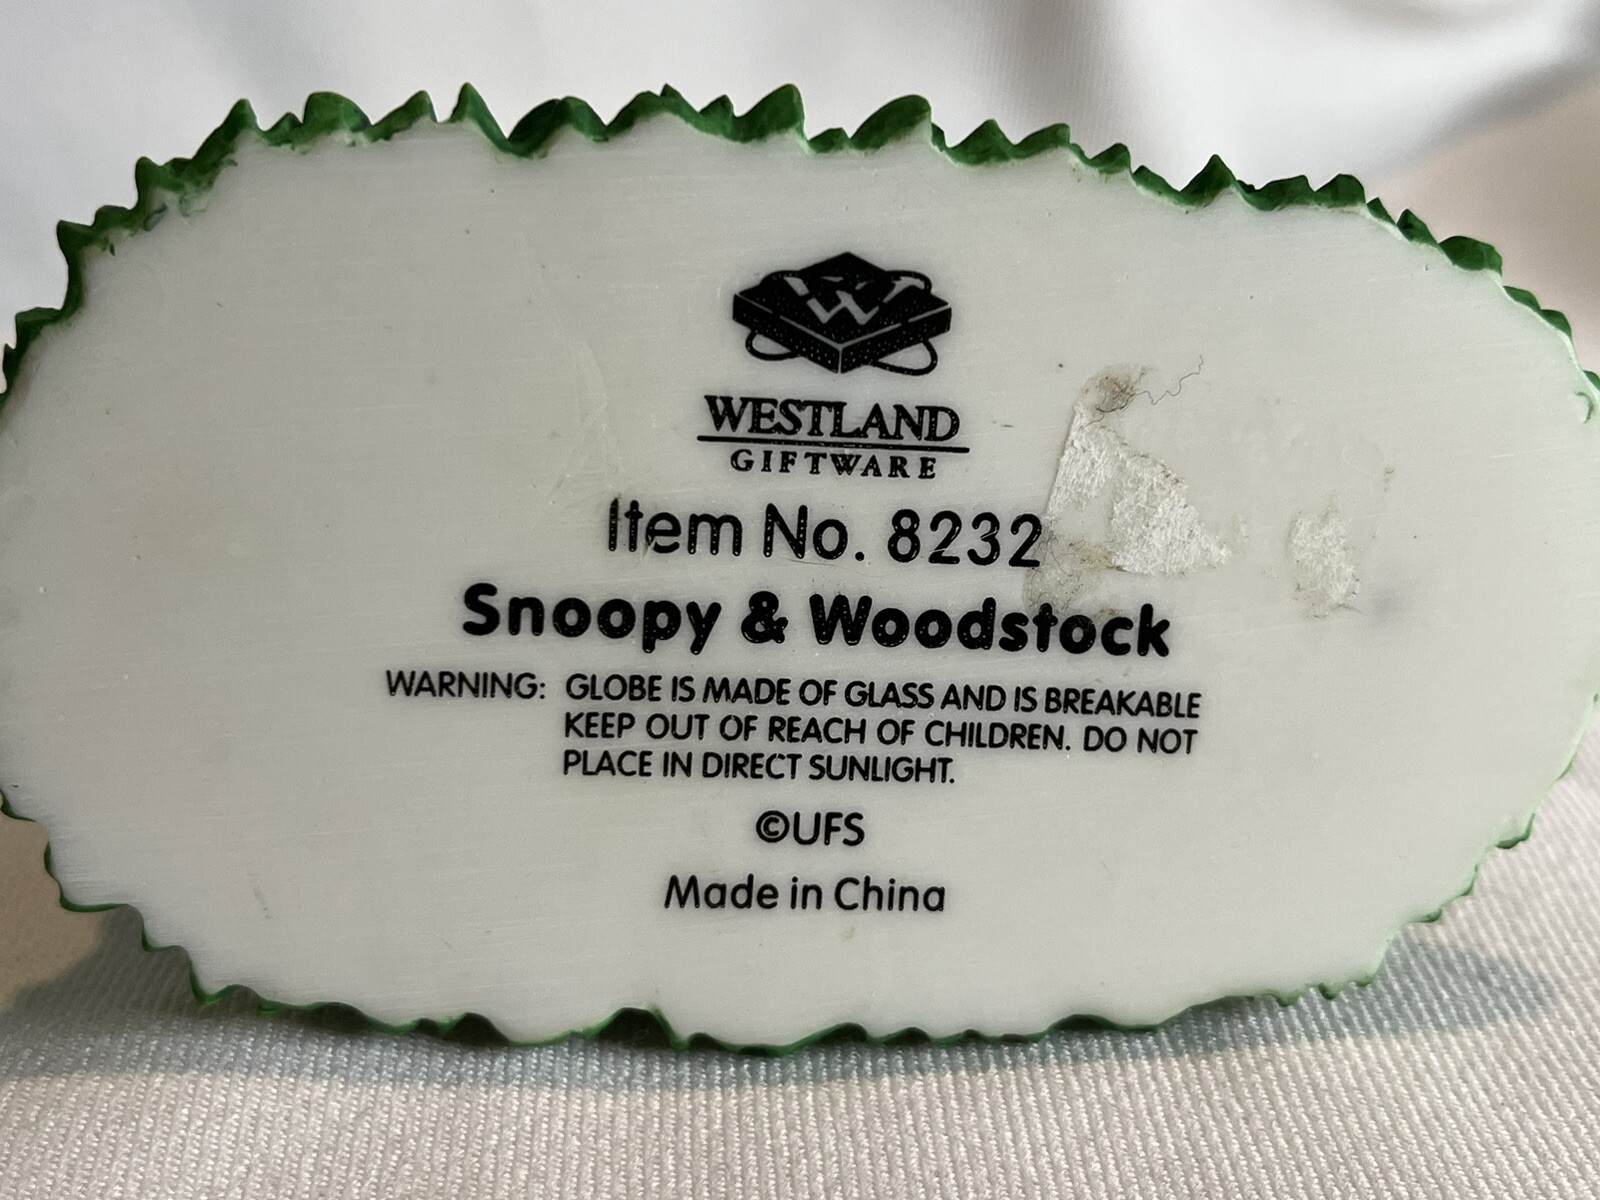 W
WESTLAND
GIFTWARE
Item No. 8232
Snoopy & Woodstock
WARNING: GLOBE IS MADE OF GLASS AND IS BREAKABLE
KEEP OUT OF REACH OF CHILDREN. DO NOT
PLACE IN DIRECT SUNLIGHT.
©UFS
Made in China